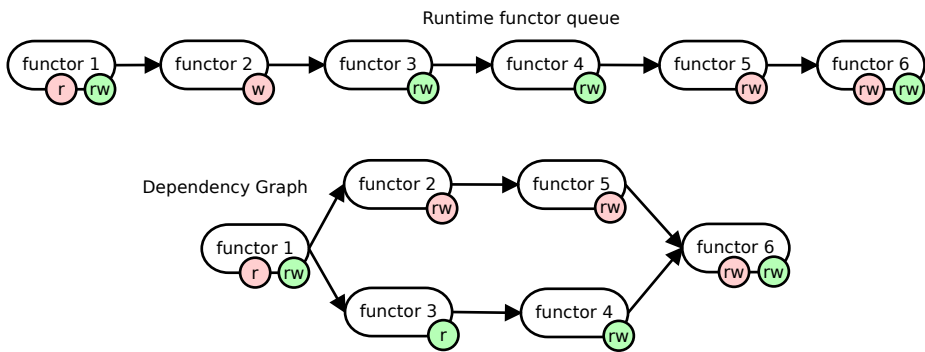 Runtime functor queue
functor 1
r
rw
functor 2
w
functor 3
rw
functor 4
rw
functor 5
rw
functor 6
rw
rw
Dependency Graph
functor 1
r
rw
functor 2
rw
functor 5
rw
functor 3
r
functor 4
rw
functor 6
rw
rw